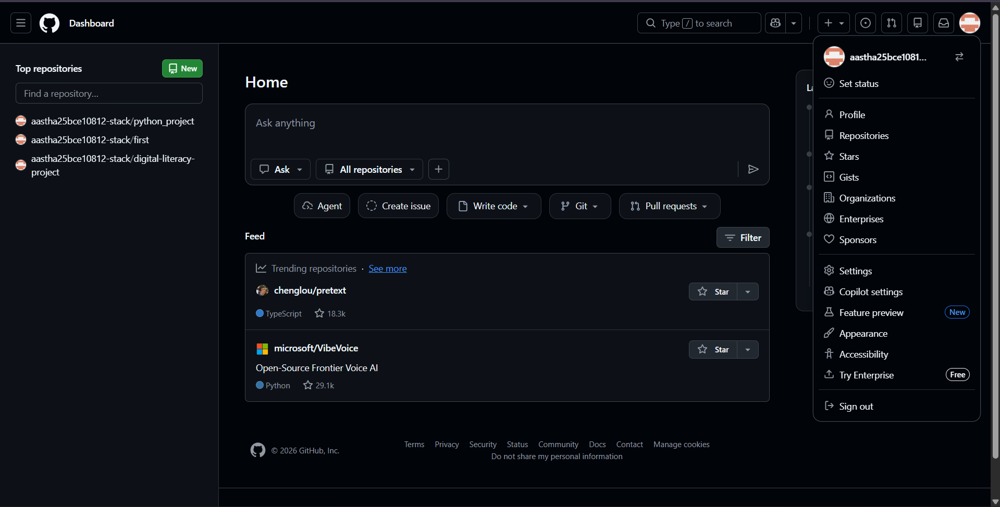 Dashboard
Type / to search
Top repositories
New
Find a repository...
aastha25bce10812-stack/python_project
aastha25bce10812-stack/first
aastha25bce10812-stack/digital-literacy-
project
Home
Ask anything
Ask
All repositories
Agent
Create issue
Write code
Git
Pull requests
Feed
Filter
Trending repositories · See more
chenglou/pretext
Star
TypeScript
18.3k
microsoft/VibeVoice
Star
Open-Source Frontier Voice AI
Python
29.1k
© 2026 GitHub, Inc.
Terms
Privacy
Security
Status
Community
Docs
Contact
Manage cookies
Do not share my personal information
aastha25bce1081...
Set status
Profile
Repositories
Stars
Gists
Organizations
Enterprises
Sponsors
Settings
Copilot settings
Feature preview
New
Appearance
Accessibility
Try Enterprise
Free
Sign out